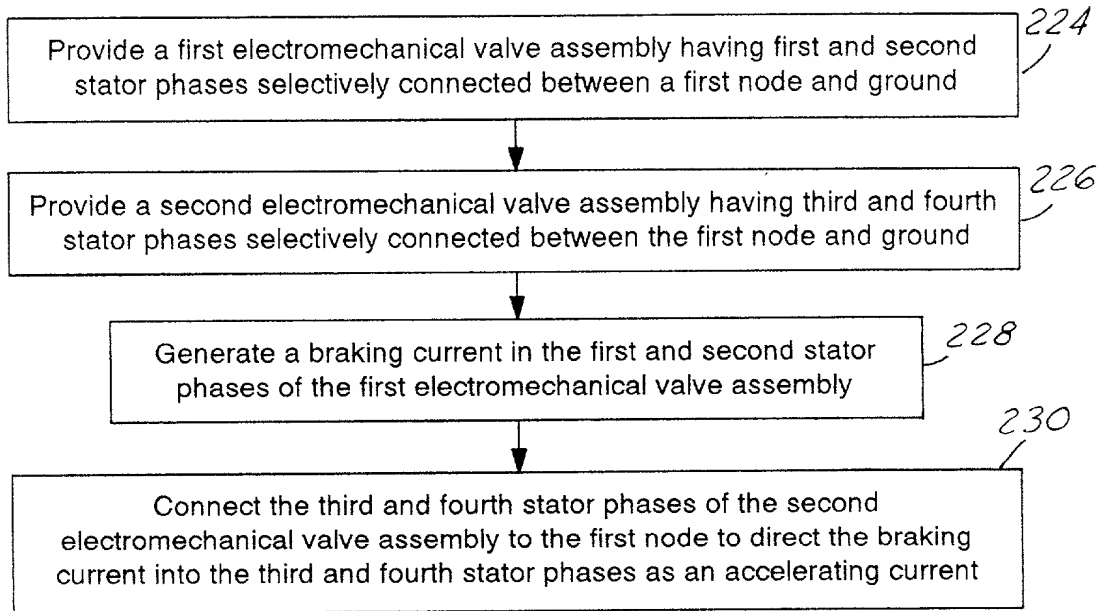 Provide a first electromechanical valve assembly having first and second
stator phases selectively connected between a first node and ground
224
Provide a second electromechanical valve assembly having third and fourth
stator phases selectively connected between the first node and ground
226
Generate a braking current in the first and second stator
phases of the first electromechanical valve assembly
228
230
Connect the third and fourth stator phases of the second
electromechanical valve assembly to the first node to direct the braking
current into the third and fourth stator phases as an accelerating current